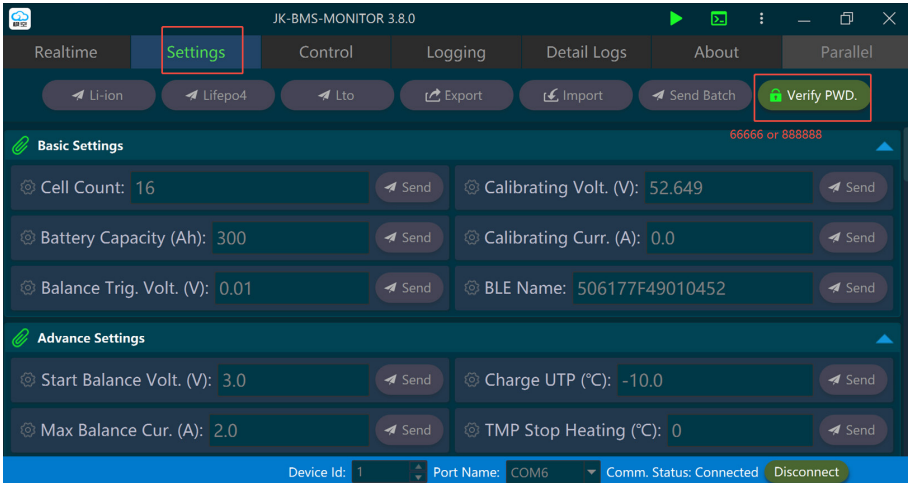 极空
JK-BMS-MONITOR 3.8.0
Realtime Settings Control Logging Detail Logs About Parallel
Li-ion Lifepo4 Lto Export Import Send Batch Verify PWD.
66666 or 888888
Basic Settings
Cell Count: 16 Send Calibrating Volt. (V): 52.649 Send
Battery Capacity (Ah): 300 Send Calibrating Curr. (A): 0.0 Send
Balance Trig. Volt. (V): 0.01 Send BLE Name: 506177F49010452 Send
Advance Settings
Start Balance Volt. (V): 3.0 Send Charge UTP (℃): -10.0 Send
Max Balance Cur. (A): 2.0 Send TMP Stop Heating (℃): 0 Send
Device Id: 1 Port Name: COM6 Comm. Status: Connected Disconnect